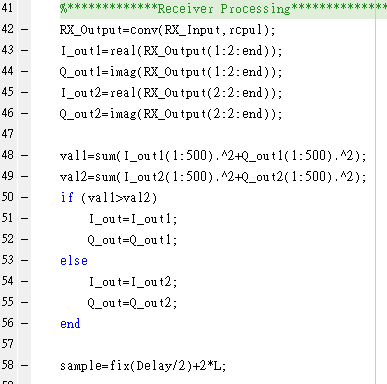 41 %*************Receiver Processing**************
42 – RX_Output=conv(RX_Input,rcpul);
43 – I_out1=real(RX_Output(1:2:end));
44 – Q_out1=imag(RX_Output(1:2:end));
45 – I_out2=real(RX_Output(2:2:end));
46 – Q_out2=imag(RX_Output(2:2:end));
47
48 – val1=sum(I_out1(1:500).^2+Q_out1(1:500).^2);
49 – val2=sum(I_out2(1:500).^2+Q_out2(1:500).^2);
50 – if (val1>val2)
51 – I_out=I_out1;
52 – Q_out=Q_out1;
53 – else
54 – I_out=I_out2;
55 – Q_out=Q_out2;
56 – end
57
58 – sample=fix(Delay/2)+2*L;